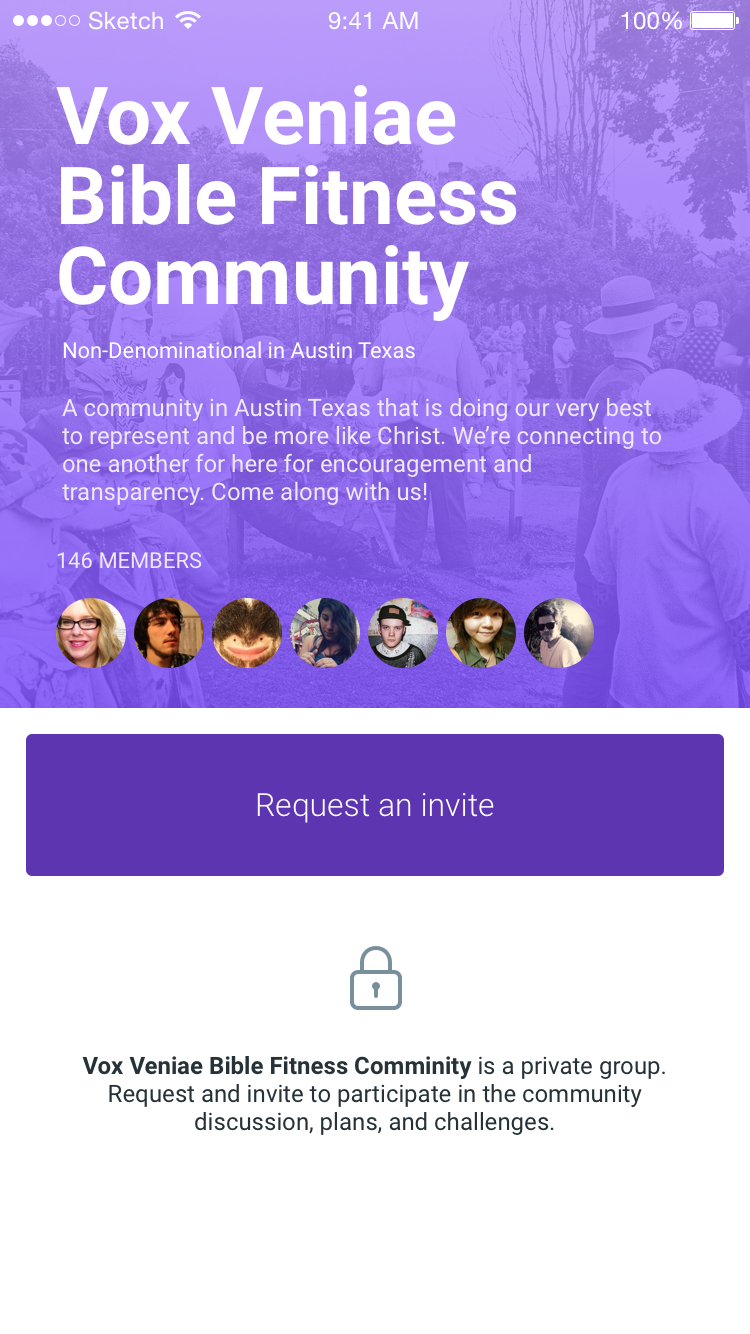 Sketch 9:41 AM 100%
Vox Veniae
Bible Fitness
Community
Non-Denominational in Austin Texas
A community in Austin Texas that is doing our very best
to represent and be more like Christ. We’re connecting to
one another for here for encouragement and
transparency. Come along with us!
146 MEMBERS
Request an invite
Vox Veniae Bible Fitness Comminity is a private group.
Request and invite to participate in the community
discussion, plans, and challenges.